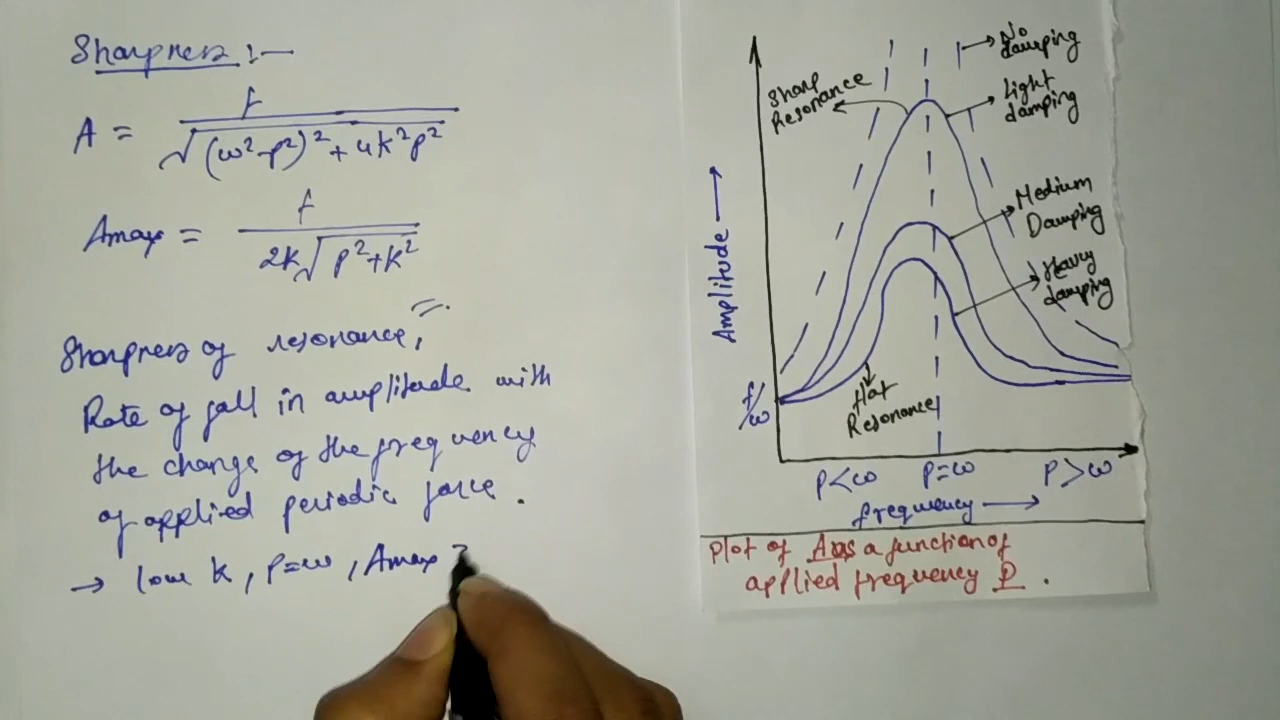 Sharpness :-
A = f / √(ω²-p²)² + 4k²p²
Amax = f / 2k√p²+k²
Sharpness of resonance,
Rate of fall in amplitude with
the change of the frequency
of applied periodic force.
→ low k, p=ω, Amax
No damping
Sharp Resonance
Light damping
Medium Damping
Heavy damping
Amplitude →
f/ω
flat Resonance
p<ω p=ω p>ω
frequency →
Plot of A as a function of
applied frequency p.